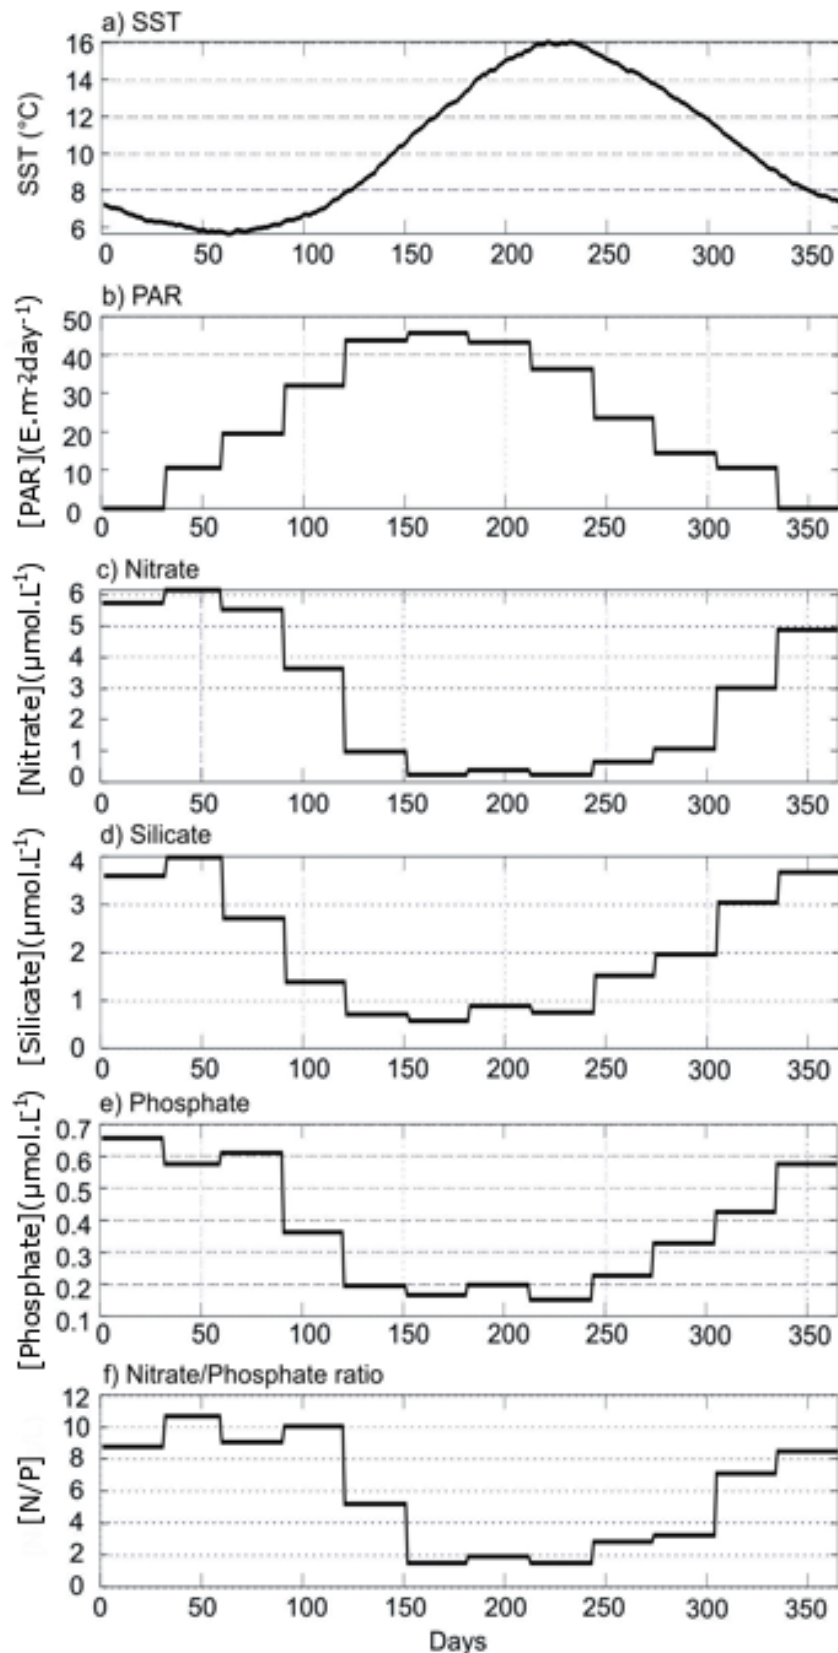 a) SST
16
14
12
10
8
6
SST (°C)
0 50 100 150 200 250 300 350
b) PAR
50
40
30
20
10
0
[PAR](E.m-2day-1)
0 50 100 150 200 250 300 350
c) Nitrate
6
5
4
3
2
1
0
[Nitrate](μmol.L-1)
0 50 100 150 200 250 300 350
d) Silicate
4
3
2
1
0
[Silicate](μmol.L-1)
0 50 100 150 200 250 300 350
e) Phosphate
0.7
0.6
0.5
0.4
0.3
0.2
0.1
[Phosphate](μmol.L-1)
0 50 100 150 200 250 300 350
f) Nitrate/Phosphate ratio
12
10
8
6
4
2
0
[N/P]
0 50 100 150 200 250 300 350
Days